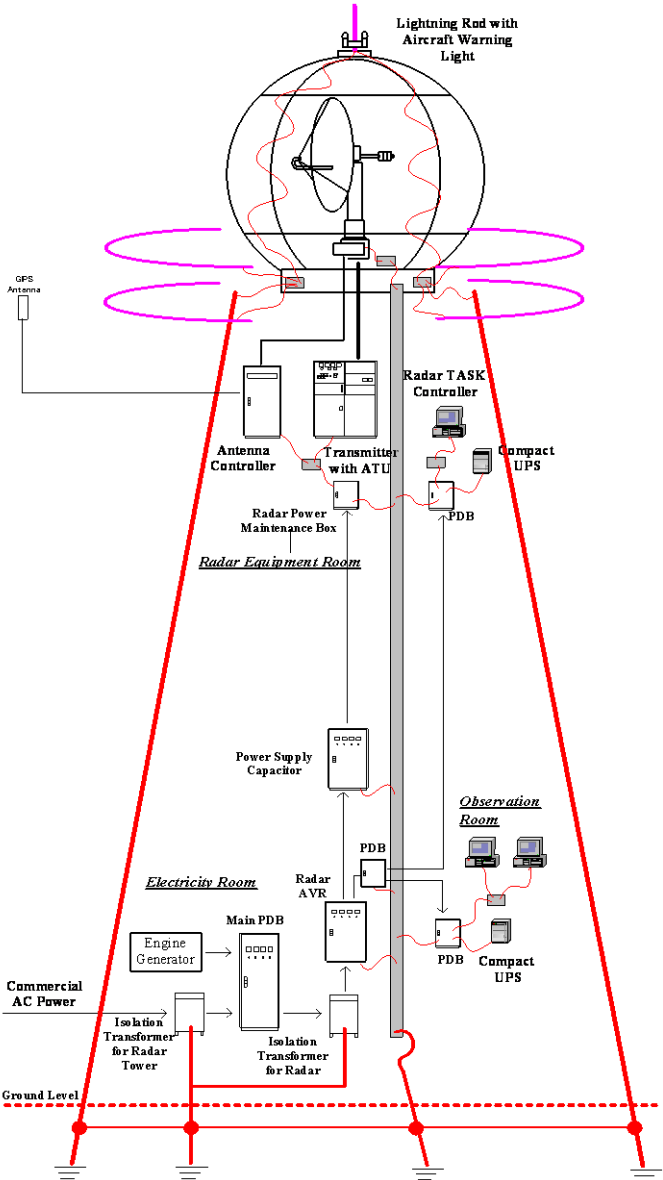 Lightning Rod with
Aircraft Warning
Light
GPS
Antenna
Radar TASK
Controller
Antenna
Controller
Transmitter
with ATU
Compact
UPS
PDB
Radar Power
Maintenance Box
Radar Equipment Room
Power Supply
Capacitor
Observation
Room
PDB
Radar
AVR
Electricity Room
Main PDB
Engine
Generator
PDB
Compact
UPS
Commercial
AC Power
Isolation
Transformer
for Radar
Tower
Isolation
Transformer
for Radar
Ground Level